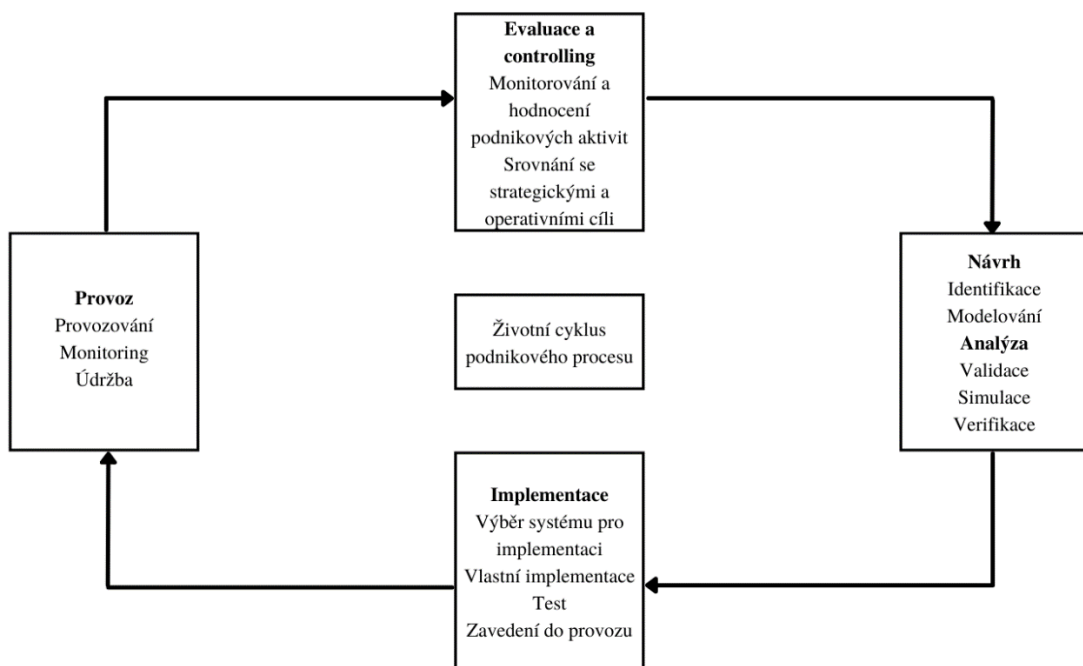 Evaluace a
controlling
Monitorování a
hodnocení
podnikových aktivit
Srovnání se
strategickými a
operativními cíli
Provoz
Provozování
Monitoring
Údržba
Životní cyklus
podnikového procesu
Návrh
Identifikace
Modelování
Analýza
Validace
Simulace
Verifikace
Implementace
Výběr systému pro
implementaci
Vlastní implementace
Test
Zavedení do provozu